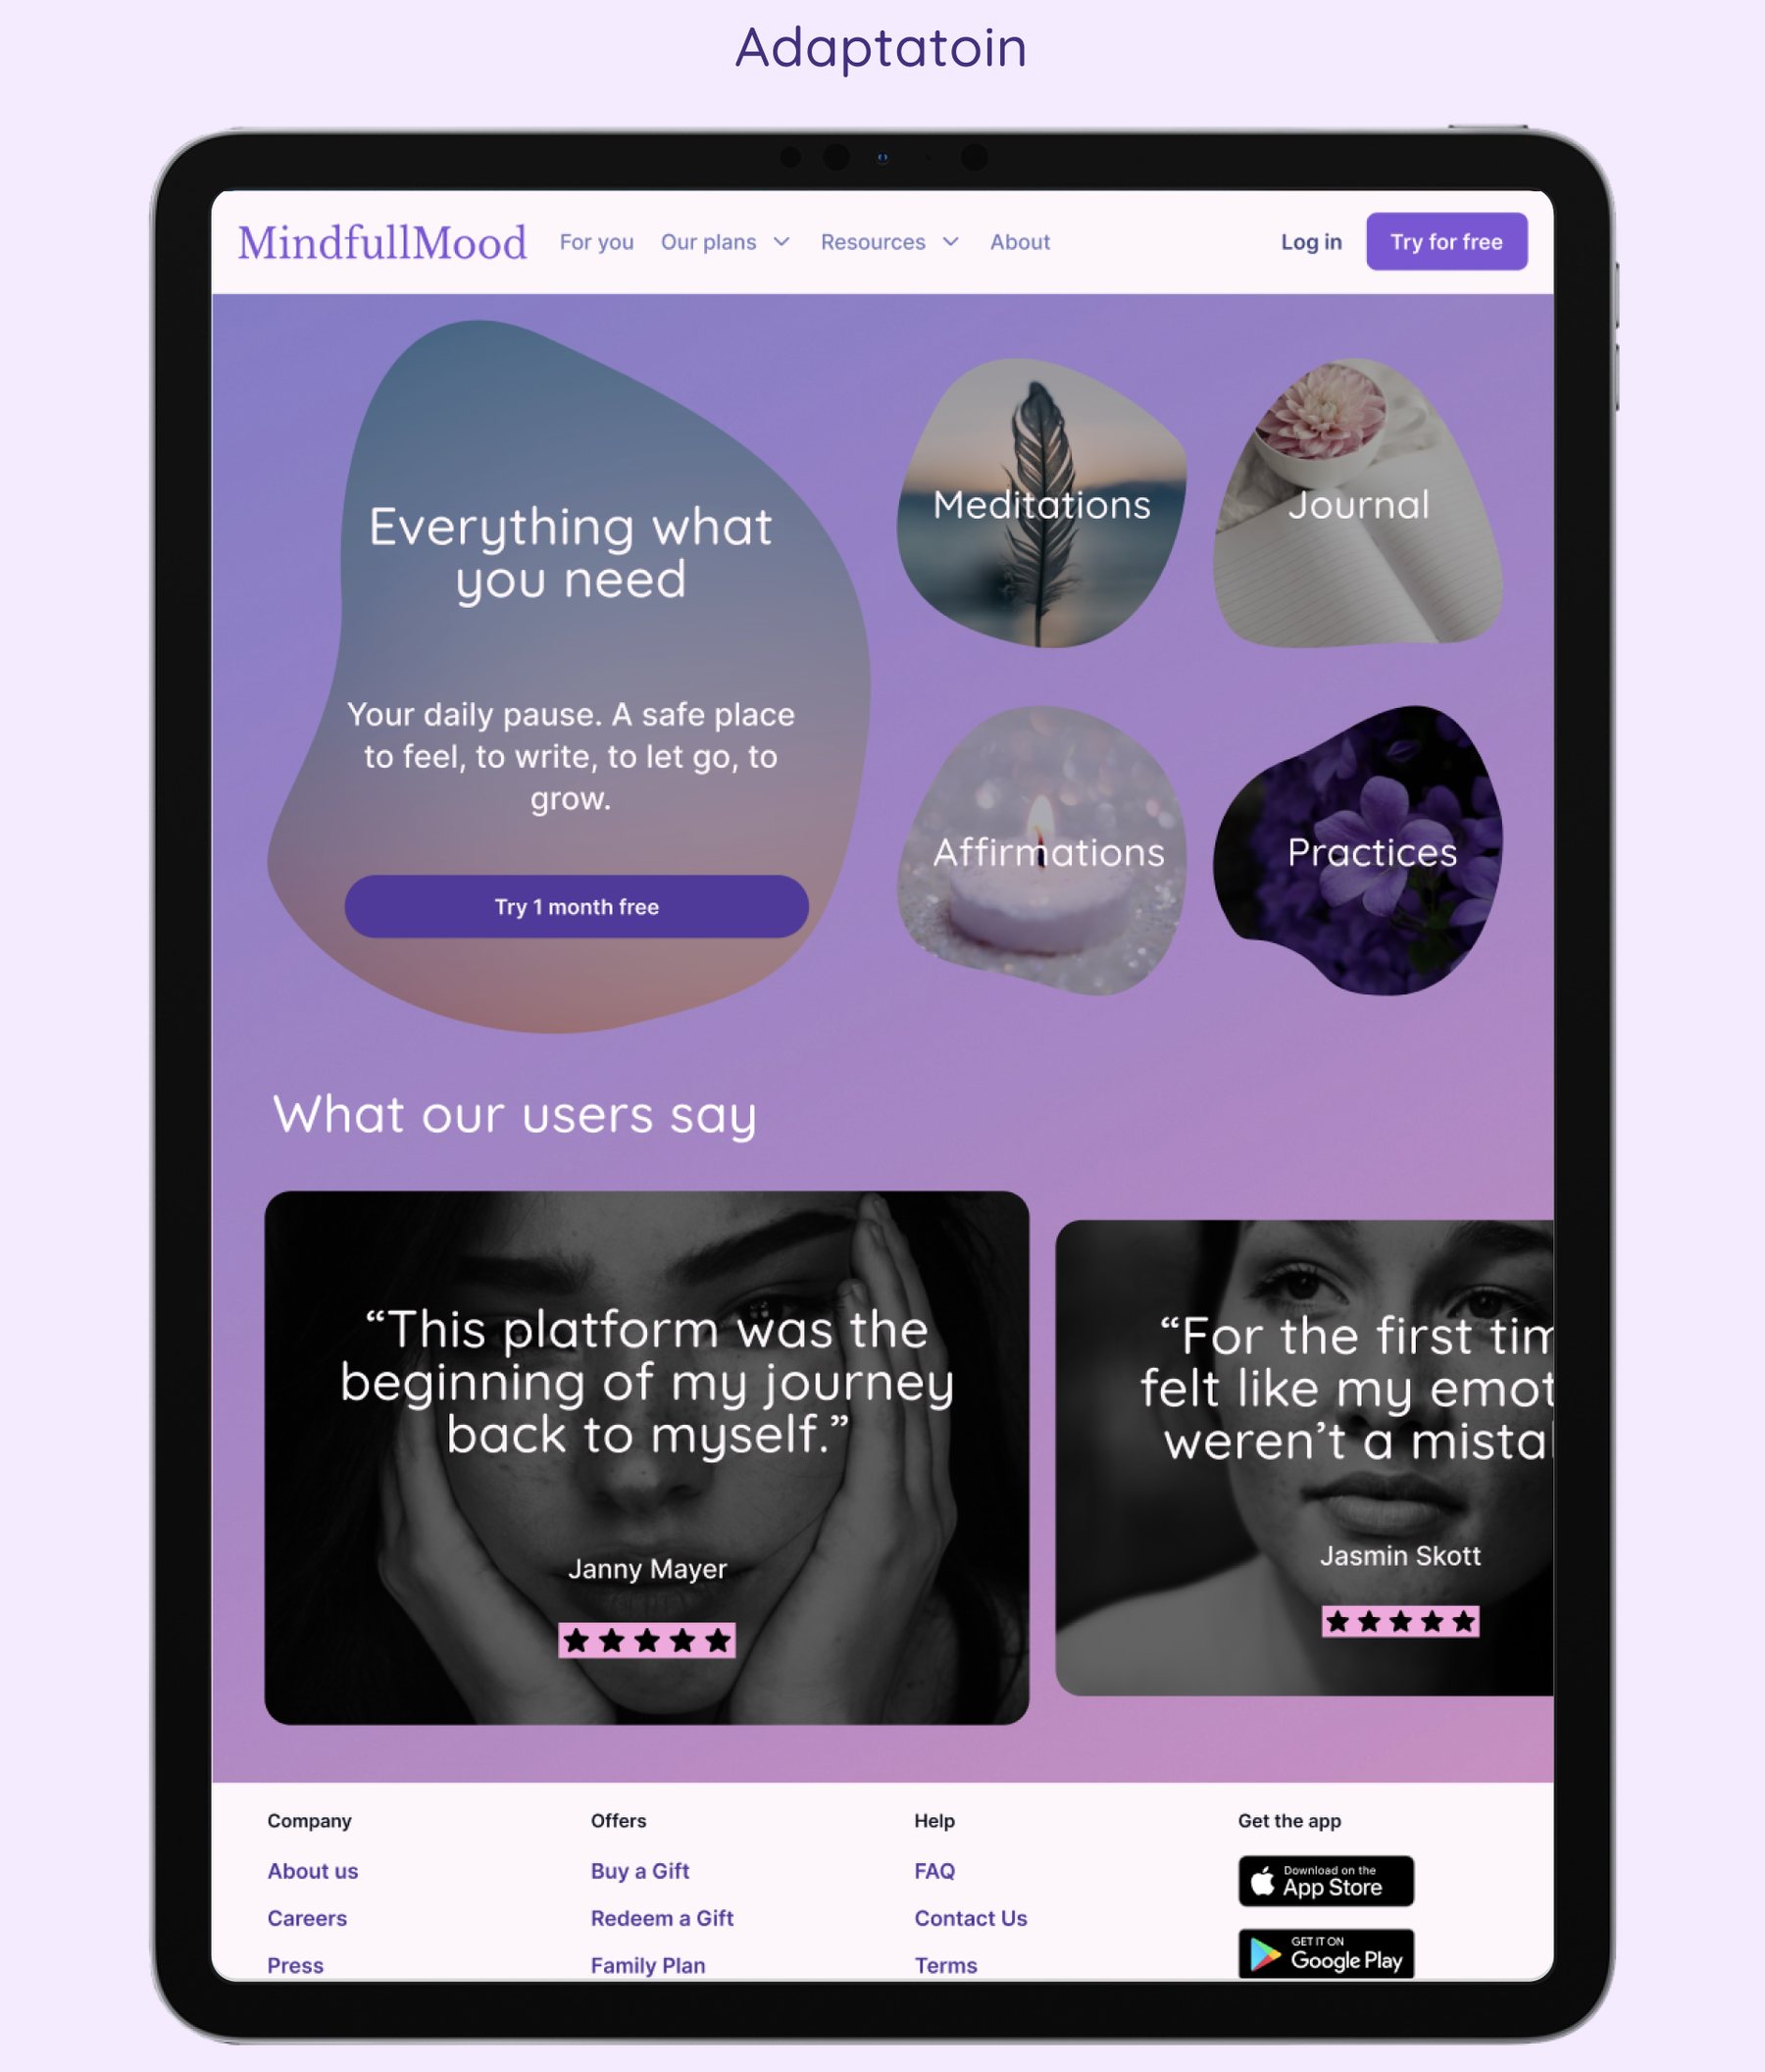 Adaptatoin
MindfullMood
For you
Our plans
Resources
About
Log in
Try for free
Everything what
you need
Your daily pause. A safe place
to feel, to write, to let go, to
grow.
Try 1 month free
Meditations
Journal
Affirmations
Practices
What our users say
“This platform was the
beginning of my journey
back to myself.”
Janny Mayer
“For the first tim
felt like my emot
weren’t a mista
Jasmin Skott
Company
About us
Careers
Press
Offers
Buy a Gift
Redeem a Gift
Family Plan
Help
FAQ
Contact Us
Terms
Get the app
Download on the
App Store
GET IT ON
Google Play